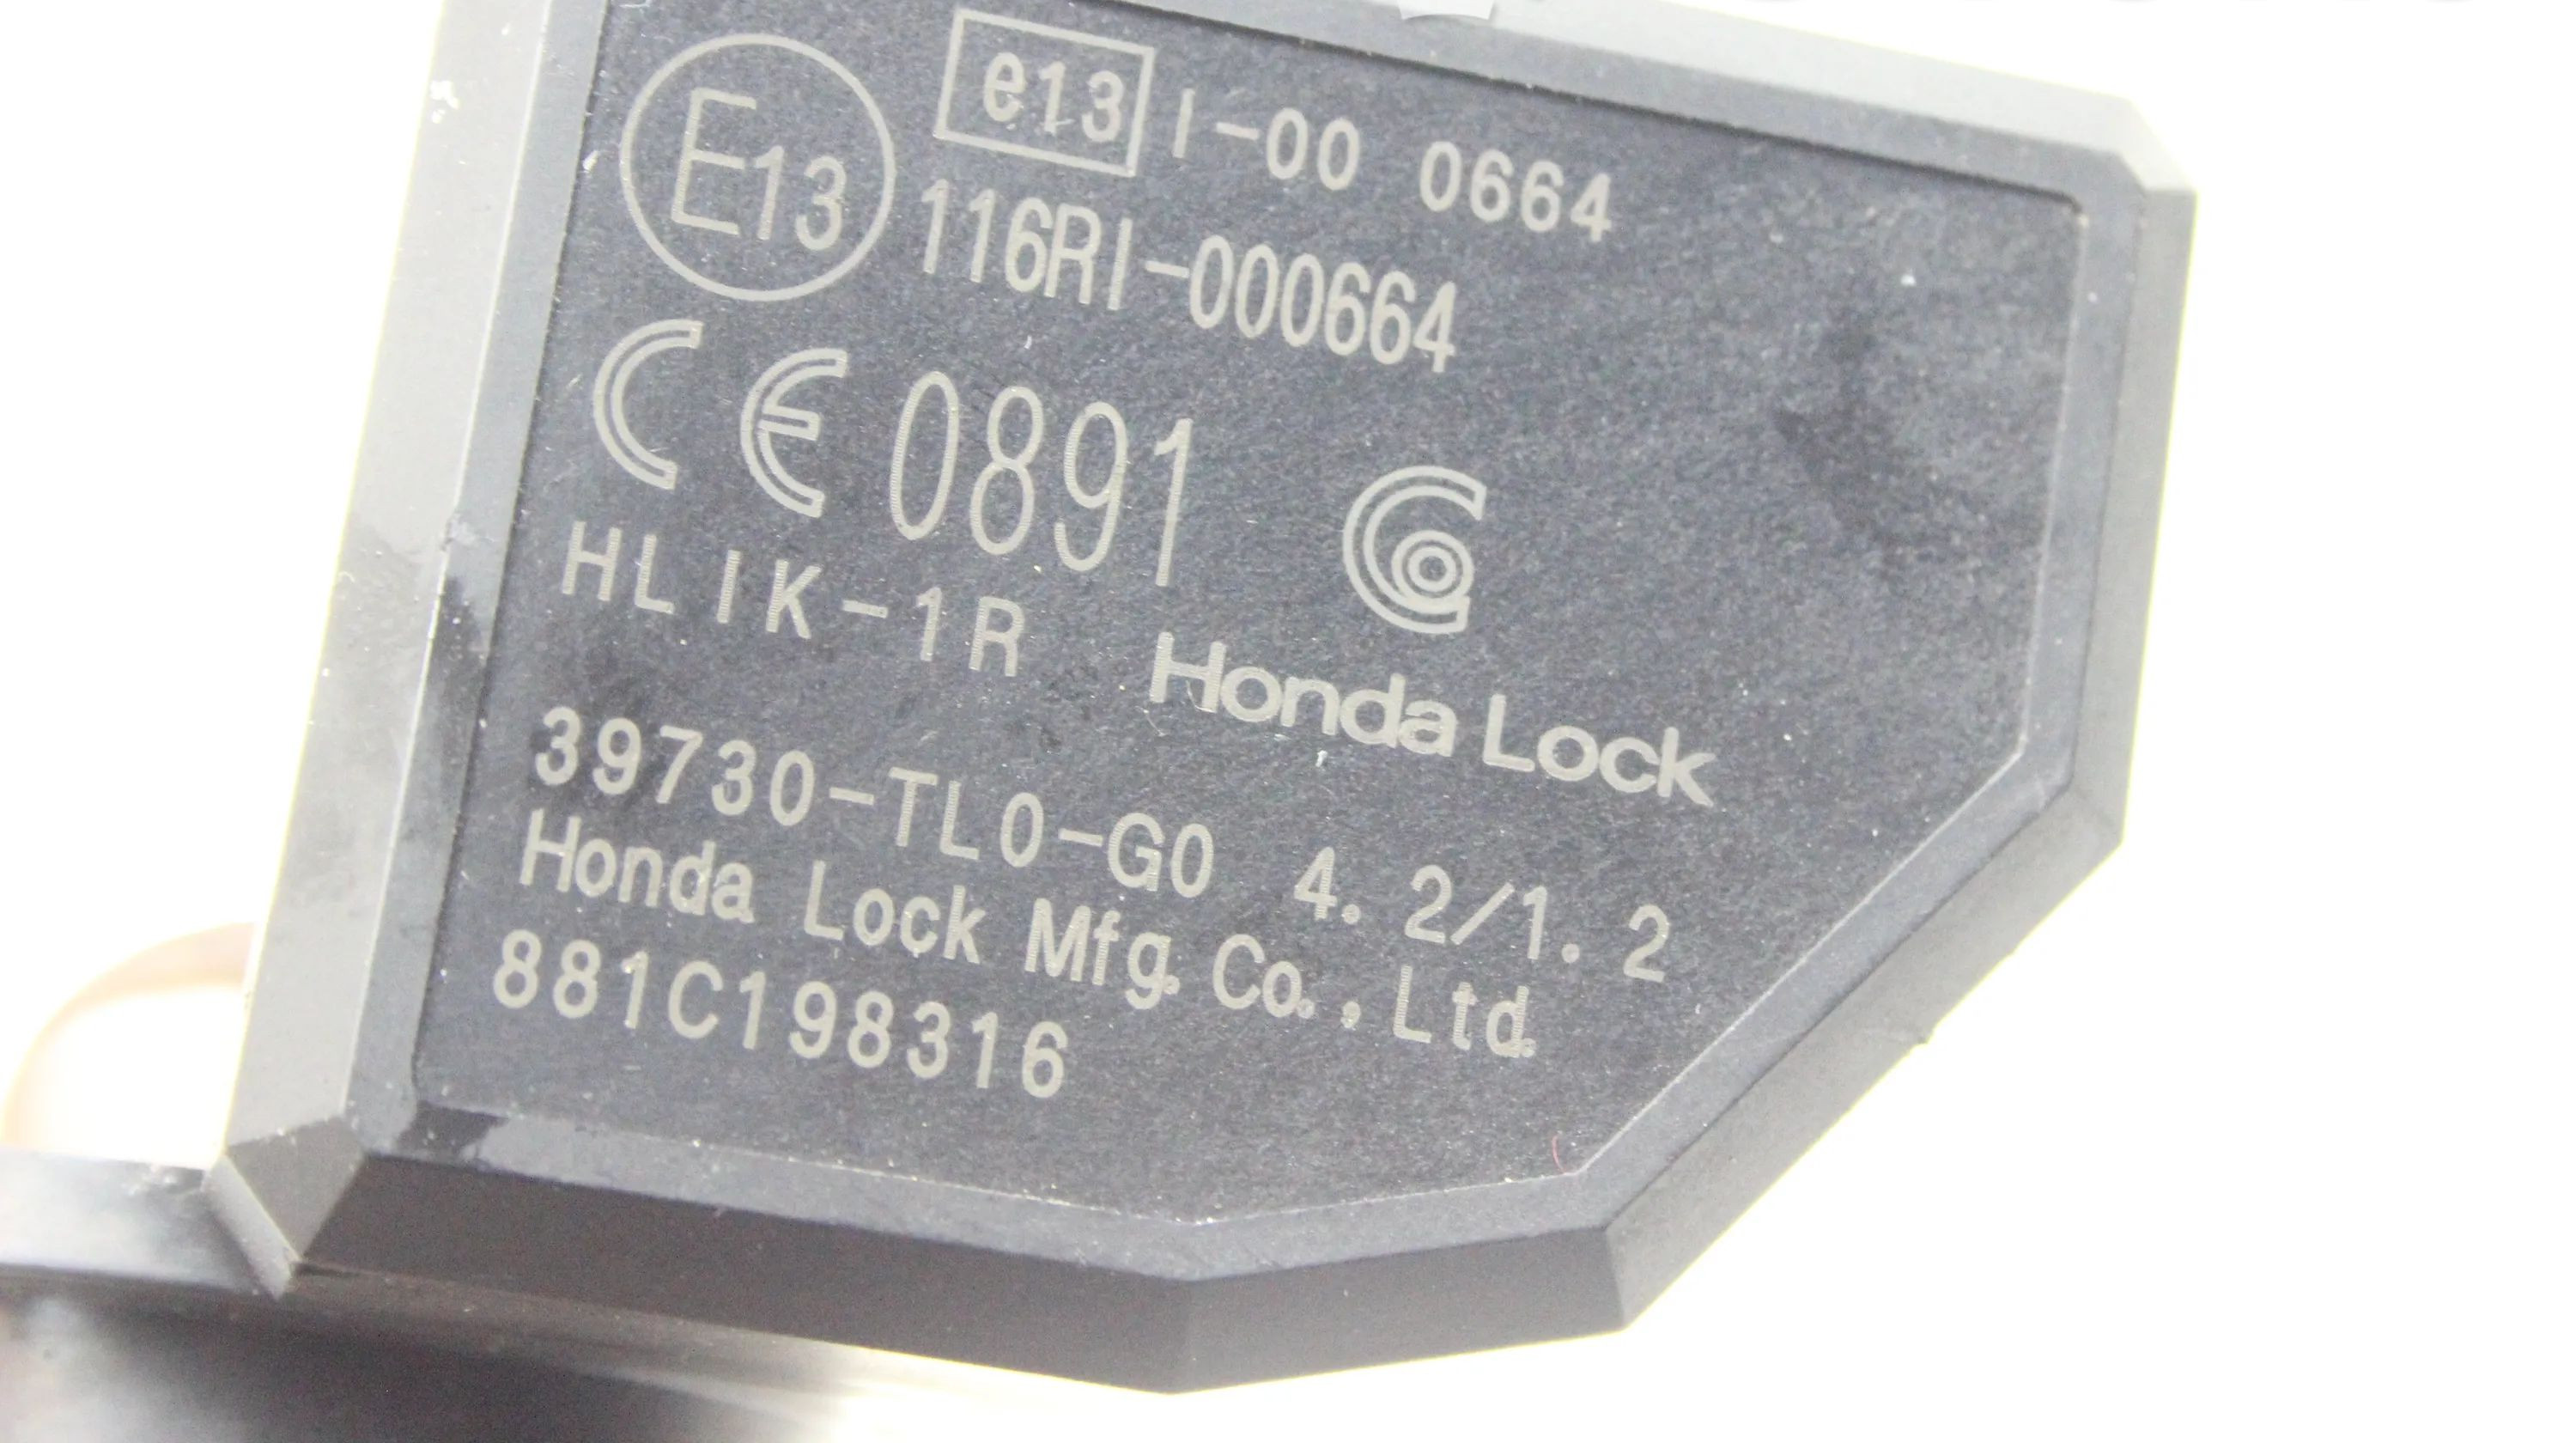 E13 e13 I-00 0664
116RI-000664
CE 0891
HLIK-1R Honda Lock
39730-TL0-G0 4.2/1.2
Honda Lock Mfg. Co., Ltd.
881C198316